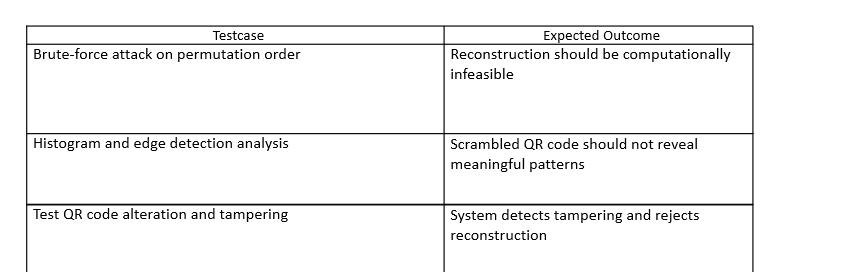 Testcase
Expected Outcome
Brute-force attack on permutation order
Reconstruction should be computationally
infeasible
Histogram and edge detection analysis
Scrambled QR code should not reveal
meaningful patterns
Test QR code alteration and tampering
System detects tampering and rejects
reconstruction